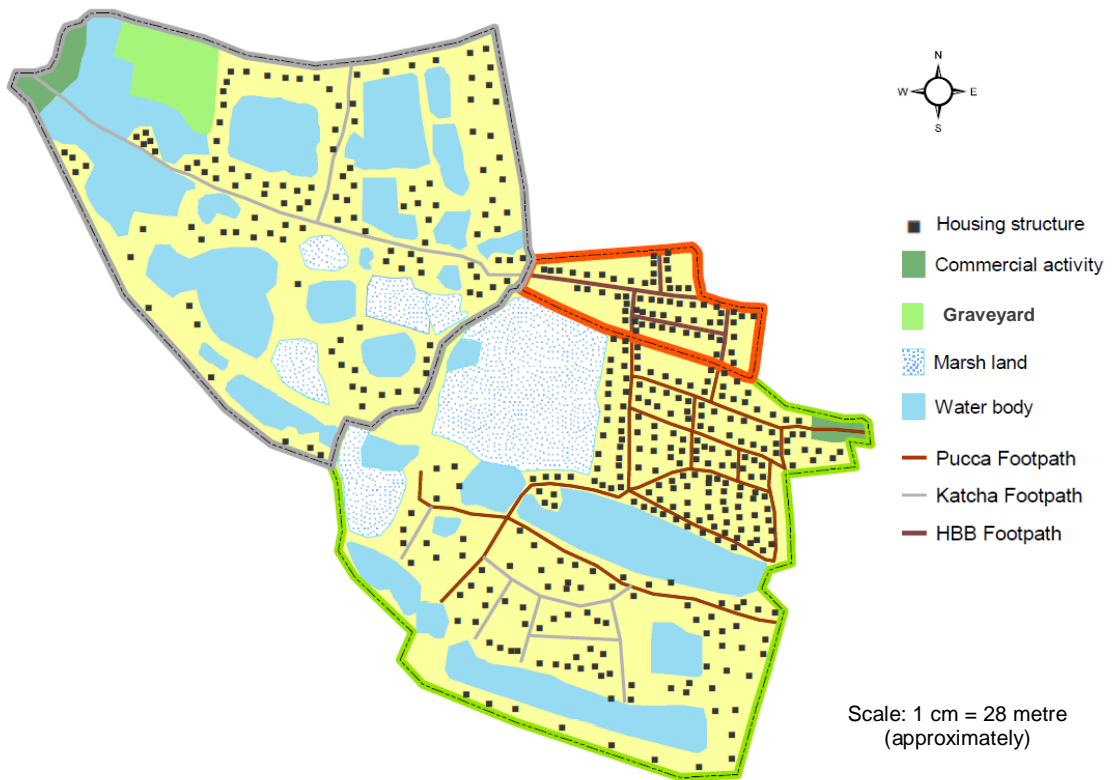 N
W E
S
Housing structure
Commercial activity
Graveyard
Marsh land
Water body
Pucca Footpath
Katcha Footpath
HBB Footpath
Scale: 1 cm = 28 metre
(approximately)